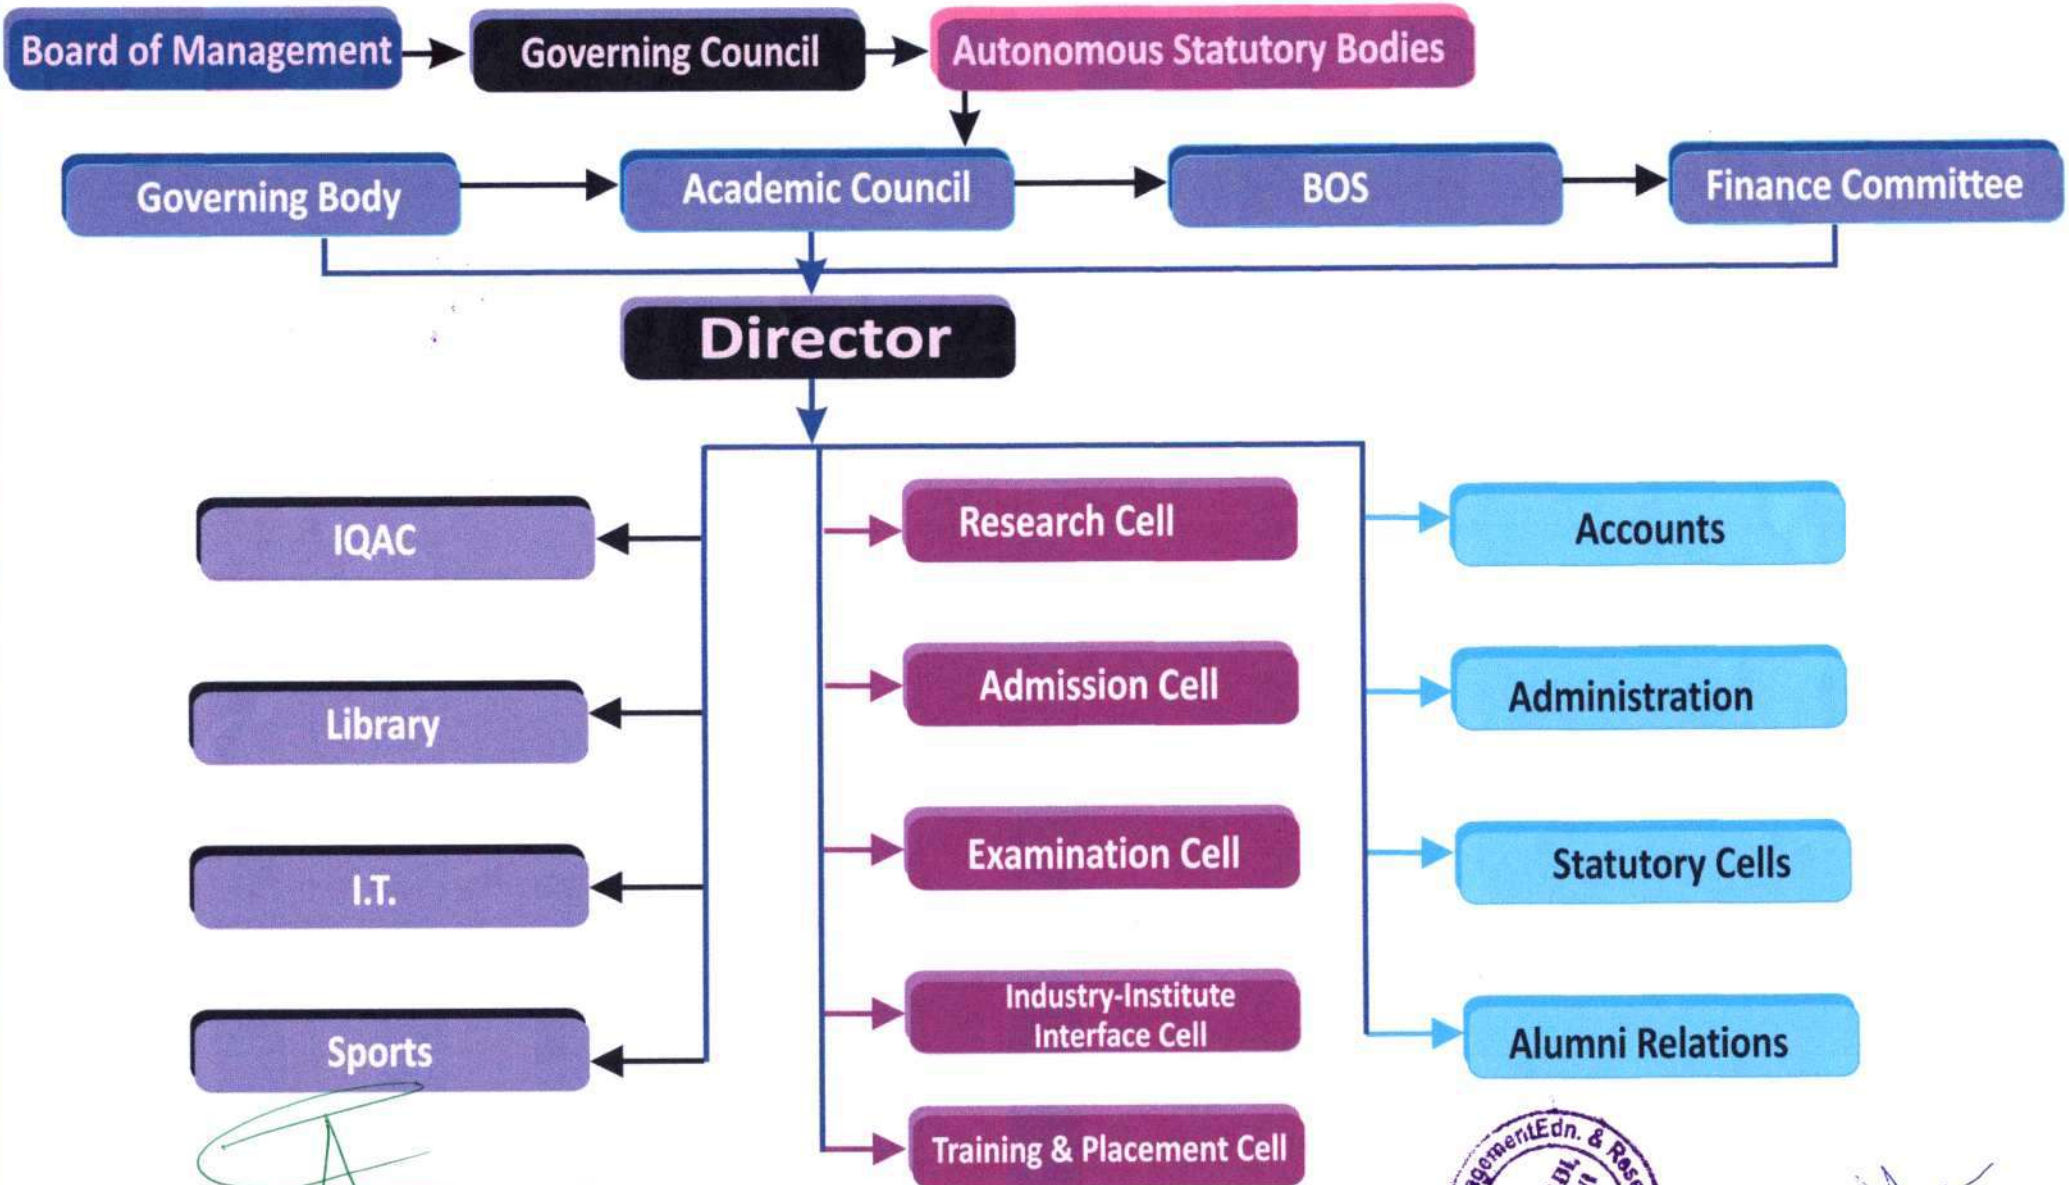 Board of Management
Governing Council
Autonomous Statutory Bodies
Governing Body
Academic Council
BOS
Finance Committee
Director
IQAC
Research Cell
Accounts
Library
Admission Cell
Administration
I.T.
Examination Cell
Statutory Cells
Sports
Industry-Institute
Interface Cell
Alumni Relations
Training & Placement Cell
Edn. &